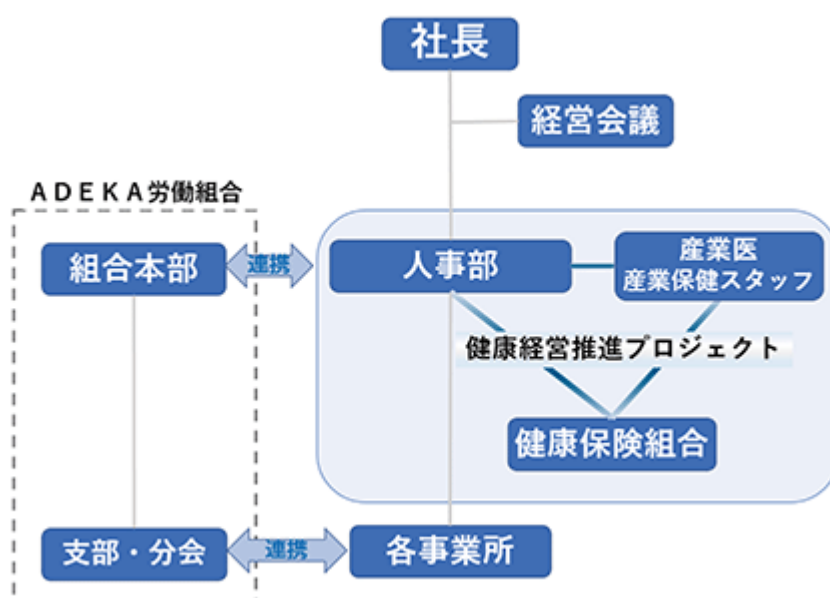 社長
経営会議
ADEKA労働組合
組合本部
連携
人事部
産業医
産業保健スタッフ
健康経営推進プロジェクト
健康保険組合
支部・分会
連携
各事業所